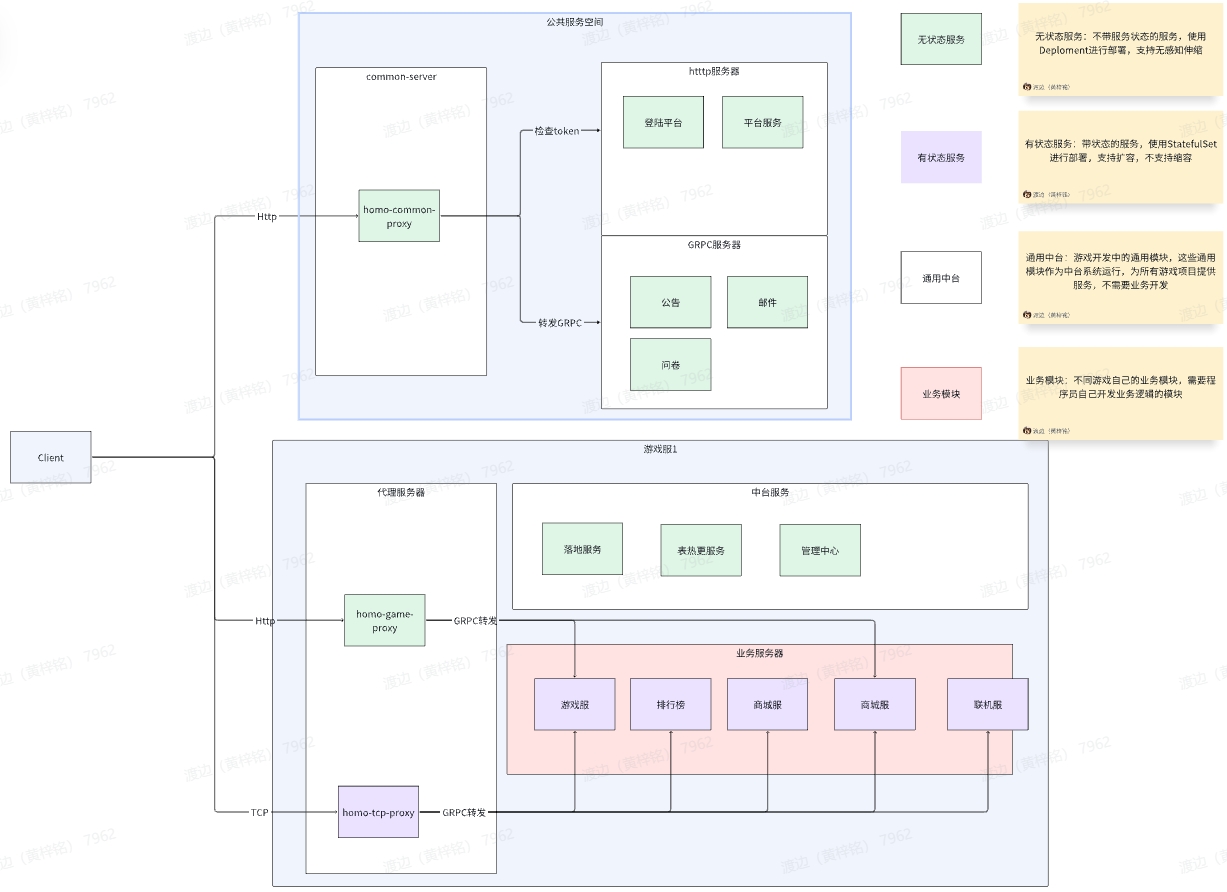 公共服务空间
common-server
homo-common-
proxy
Http
检查token
转发GRPC
htttp服务器
登陆平台
平台服务
GRPC服务器
公告
邮件
问卷
无状态服务
无状态服务：不带服务状态的服务，使用
Deploment进行部署，支持无感知伸缩
渡边（黄梓铭）
有状态服务
有状态服务：带状态的服务，使用StatefulSet
进行部署，支持扩容，不支持缩容
渡边（黄梓铭）
通用中台
通用中台：游戏开发中的通用模块，这些通用
模块作为中台系统运行，为所有游戏项目提供
服务，不需要业务开发
渡边（黄梓铭）
业务模块
业务模块：不同游戏自己的业务模块，需要程
序员自己开发业务逻辑的模块
渡边（黄梓铭）
Client
游戏服1
代理服务器
中台服务
落地服务
表热更服务
管理中心
Http
homo-game-
proxy
GRPC转发
业务服务器
游戏服
排行榜
商城服
商城服
联机服
TCP
homo-tcp-proxy
GRPC转发
渡边（黄梓铭） 7962